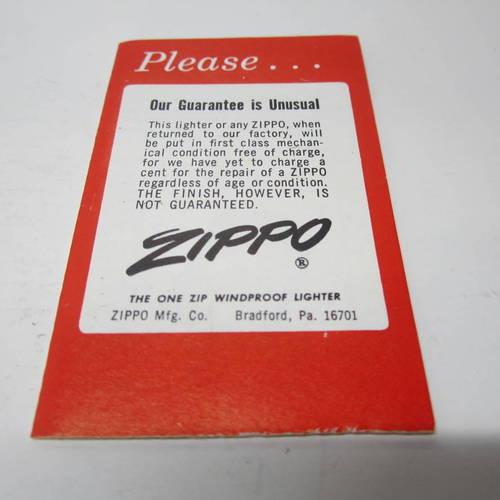 Please...
Our Guarantee is Unusual
This lighter or any ZIPPO, when
returned to our factory, will
be put in first class mechan-
ical condition free of charge,
for we have yet to charge a
cent for the repair of a ZIPPO
regardless of age or condition.
THE FINISH, HOWEVER, IS
NOT GUARANTEED.
ZIPPO
®
THE ONE ZIP WINDPROOF LIGHTER
ZIPPO Mfg. Co. Bradford, Pa. 16701